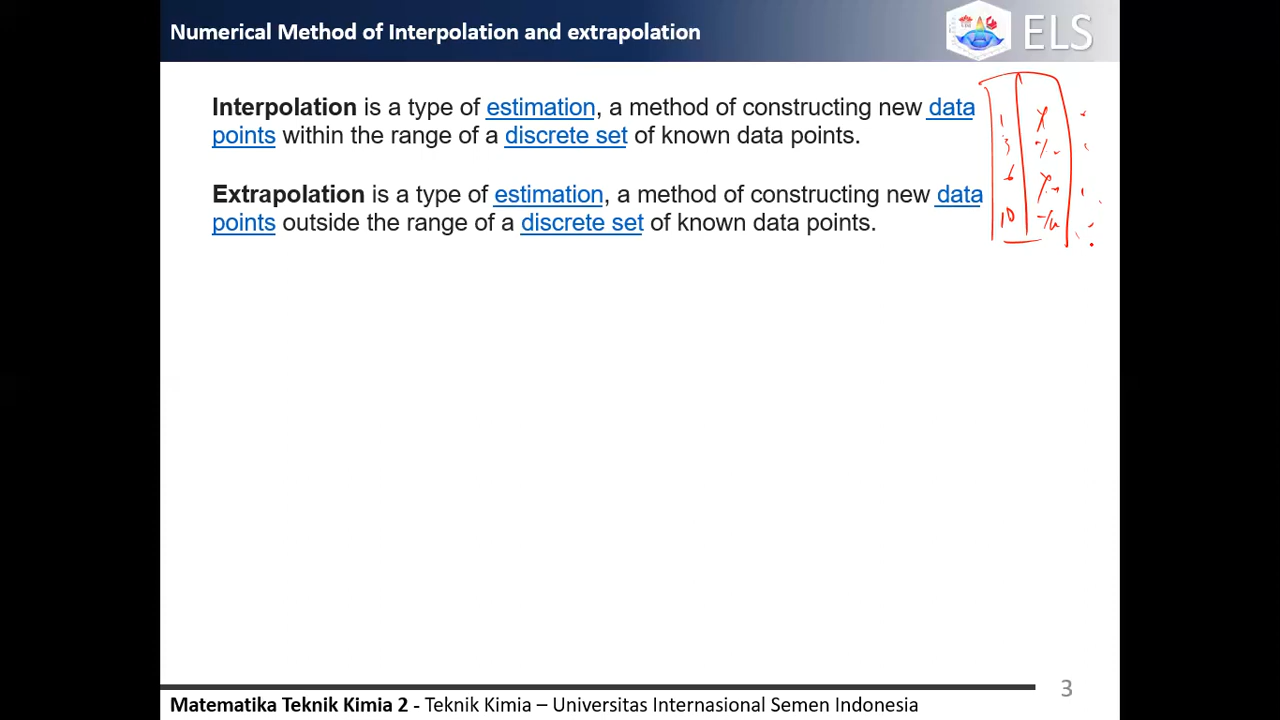 Numerical Method of Interpolation and extrapolation
ELS
Interpolation is a type of estimation, a method of constructing new data
points within the range of a discrete set of known data points.
Extrapolation is a type of estimation, a method of constructing new data
points outside the range of a discrete set of known data points.
1
3
6
10
3
Matematika Teknik Kimia 2 - Teknik Kimia – Universitas Internasional Semen Indonesia